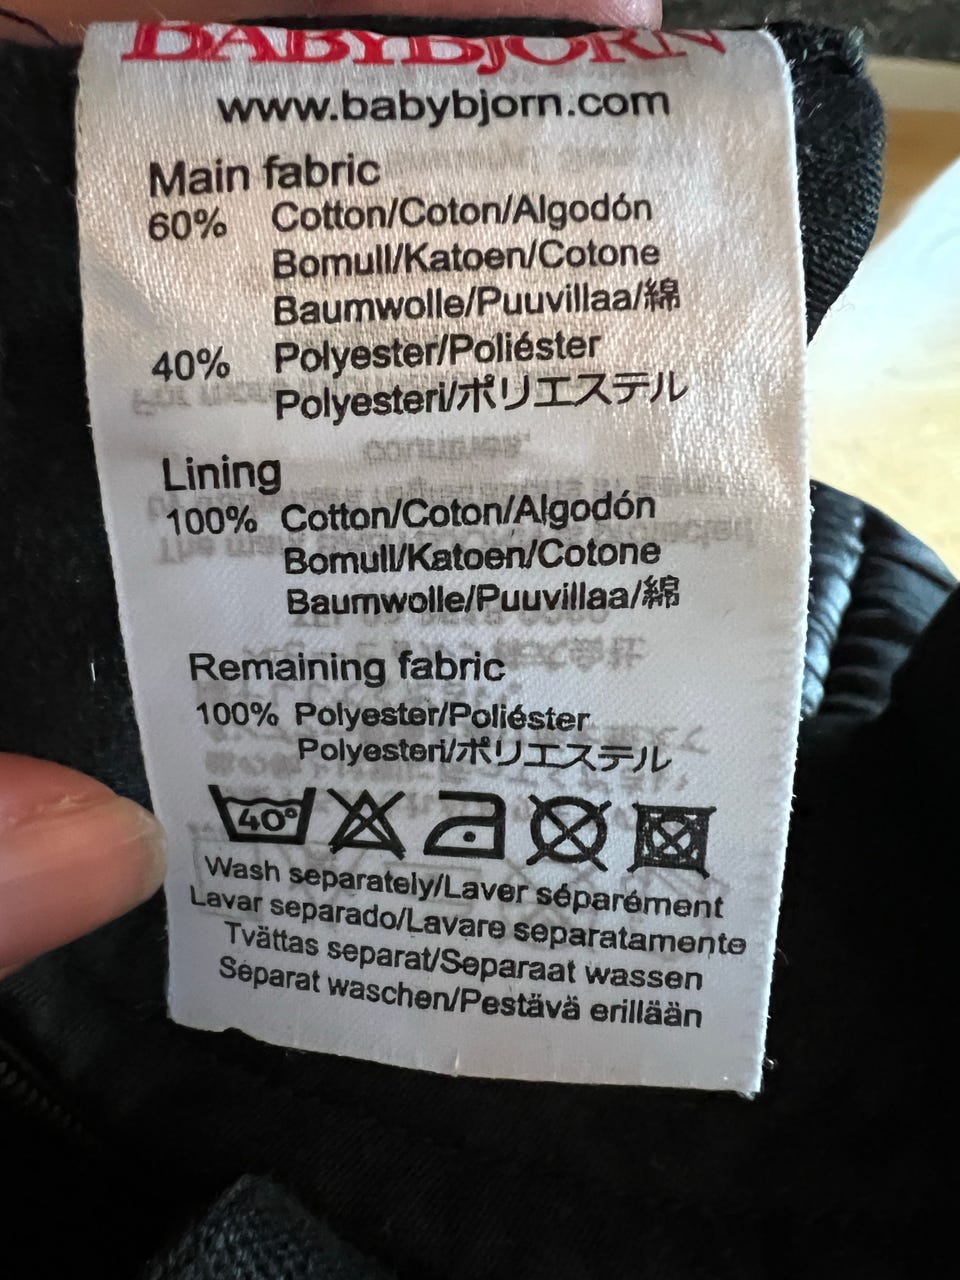 BABYBJÖRN
www.babybjorn.com
Main fabric
60% Cotton/Coton/Algodón
Bomull/Katoen/Cotone
Baumwolle/Puuvillaa/綿
40% Polyester/Poliéster
Polyesteri/ポリエステル
Lining
100% Cotton/Coton/Algodón
Bomull/Katoen/Cotone
Baumwolle/Puuvillaa/綿
Remaining fabric
100% Polyester/Poliéster
Polyesteri/ポリエステル
40°
Wash separately/Laver séparément
Lavar separado/Lavare separatamente
Tvättas separat/Separaat wassen
Separat waschen/Pestävä erillään